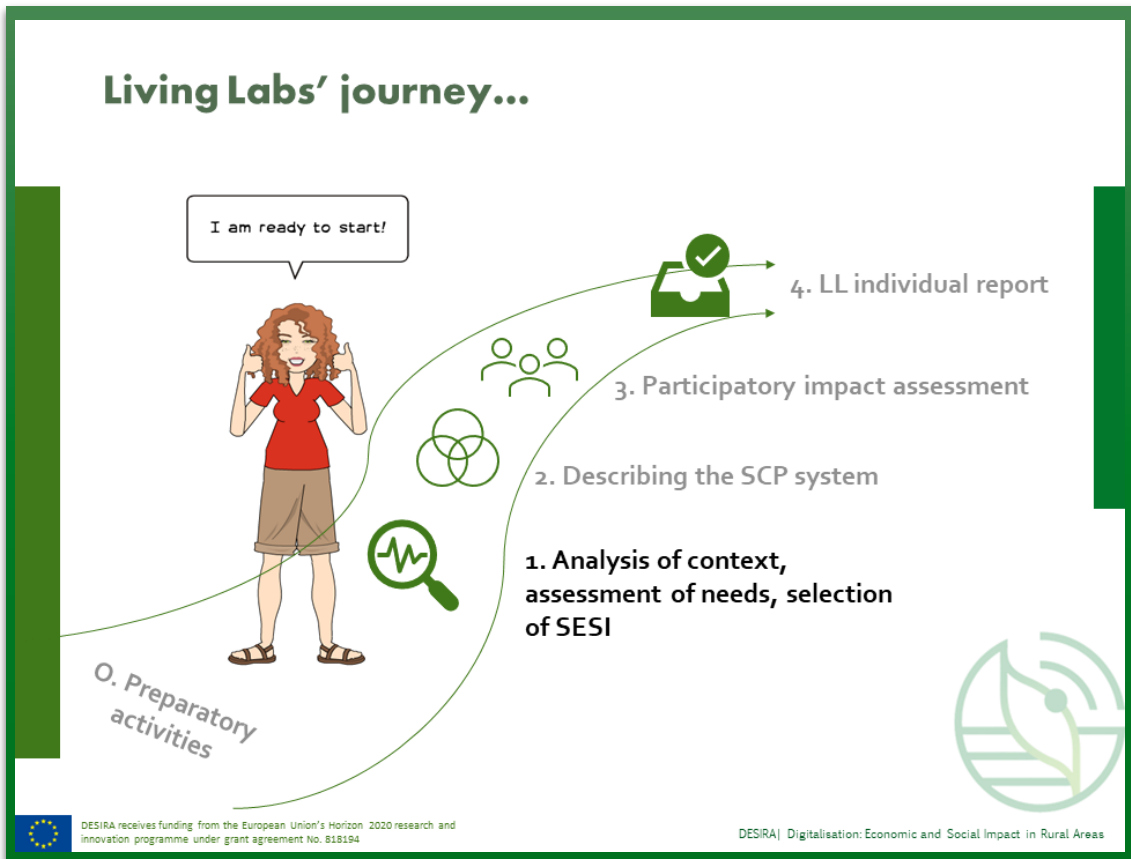 Living Labs’ journey...
I am ready to start!
4. LL individual report
3. Participatory impact assessment
2. Describing the SCP system
1. Analysis of context,
assessment of needs, selection
of SESI
0. Preparatory
activities
DESIRA receives funding from the European Union’s Horizon 2020 research and
innovation programme under grant agreement No. 818194
DESIRA| Digitalisation: Economic and Social Impact in Rural Areas